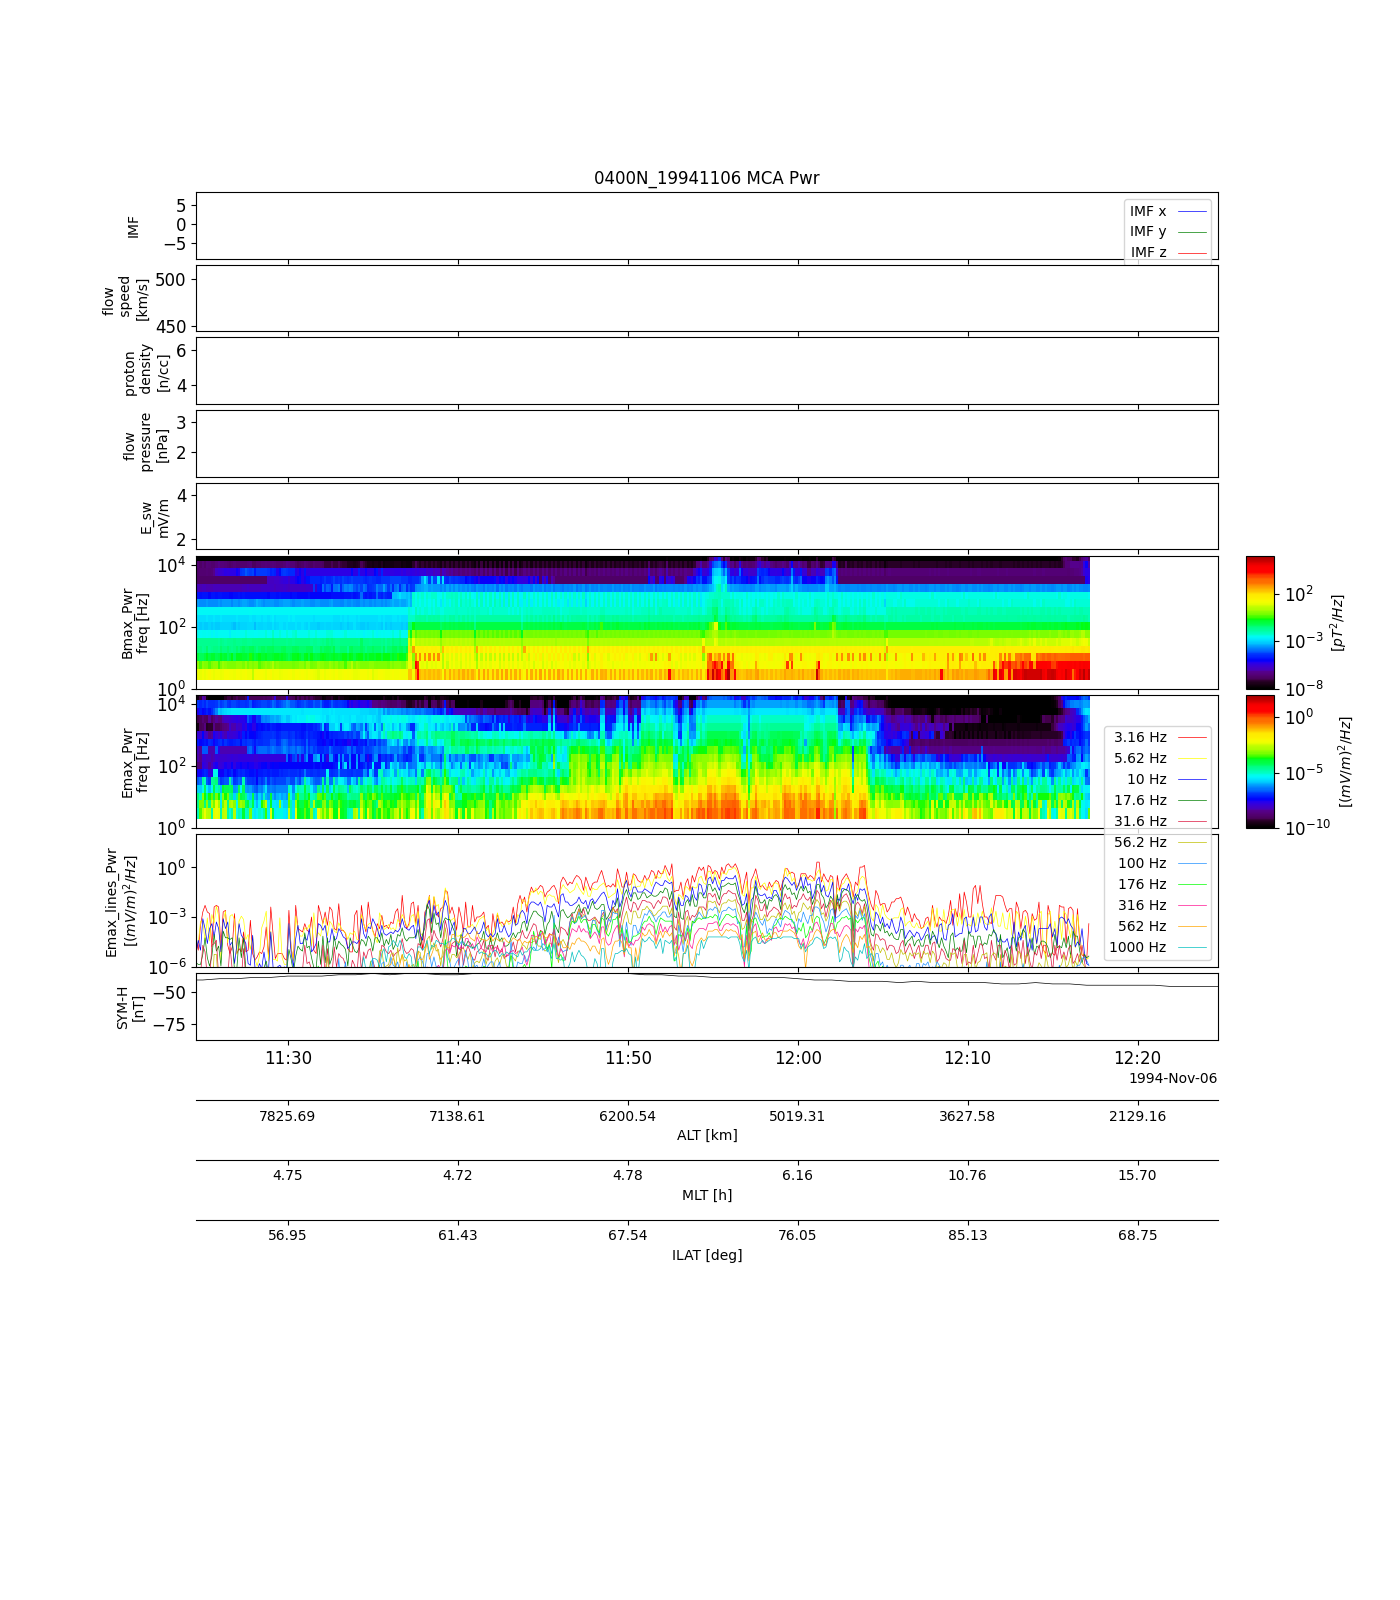 0400N_19941106 MCA Pwr
IMF
5
0
−5
IMF x
IMF y
IMF z
flow speed [km/s]
500
450
proton density [n/cc]
6
4
flow pressure [nPa]
3
2
E_sw mV/m
4
2
Bmax_Pwr freq [Hz]
10^4
10^2
10^0
10^2
10^−3
10^−8
[pT^2/Hz]
Emax_Pwr freq [Hz]
10^4
10^2
10^0
10^0
10^−5
10^−10
[(mV/m)^2/Hz]
3.16 Hz
5.62 Hz
10 Hz
17.6 Hz
31.6 Hz
56.2 Hz
100 Hz
176 Hz
316 Hz
562 Hz
1000 Hz
Emax_lines_Pwr [(mV/m)^2/Hz]
10^0
10^−3
10^−6
SYM-H [nT]
−50
−75
11:30 11:40 11:50 12:00 12:10 12:20
1994-Nov-06
7825.69 7138.61 6200.54 5019.31 3627.58 2129.16
ALT [km]
4.75 4.72 4.78 6.16 10.76 15.70
MLT [h]
56.95 61.43 67.54 76.05 85.13 68.75
ILAT [deg]